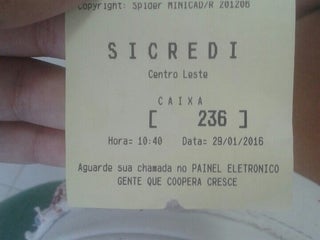 Copyright: Spider MINICAD/R 201206
SICREDI
Centro Leste
CAIXA
[ 236 ]
Hora= 10:40 Data= 29/01/2016
Aguarde sua chamada no PAINEL ELETRONICO
GENTE QUE COOPERA CRESCE